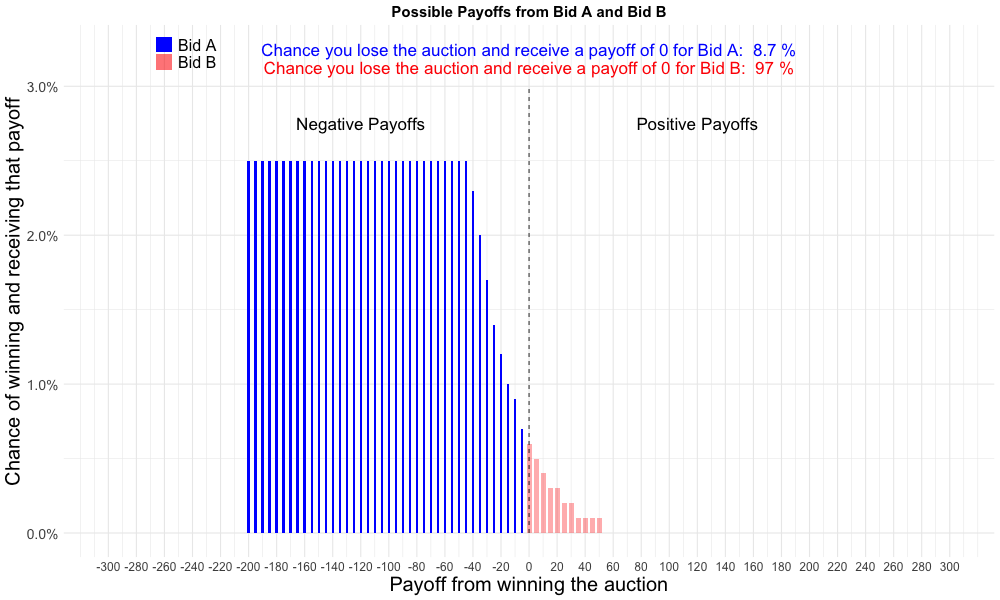 Possible Payoffs from Bid A and Bid B
Bid A
Bid B
Chance you lose the auction and receive a payoff of 0 for Bid A:  8.7 %
Chance you lose the auction and receive a payoff of 0 for Bid B:  97 %
Negative Payoffs
Positive Payoffs
Chance of winning and receiving that payoff
3.0%
2.0%
1.0%
0.0%
-300 -280 -260 -240 -220 -200 -180 -160 -140 -120 -100 -80 -60 -40 -20 0 20 40 60 80 100 120 140 160 180 200 220 240 260 280 300
Payoff from winning the auction